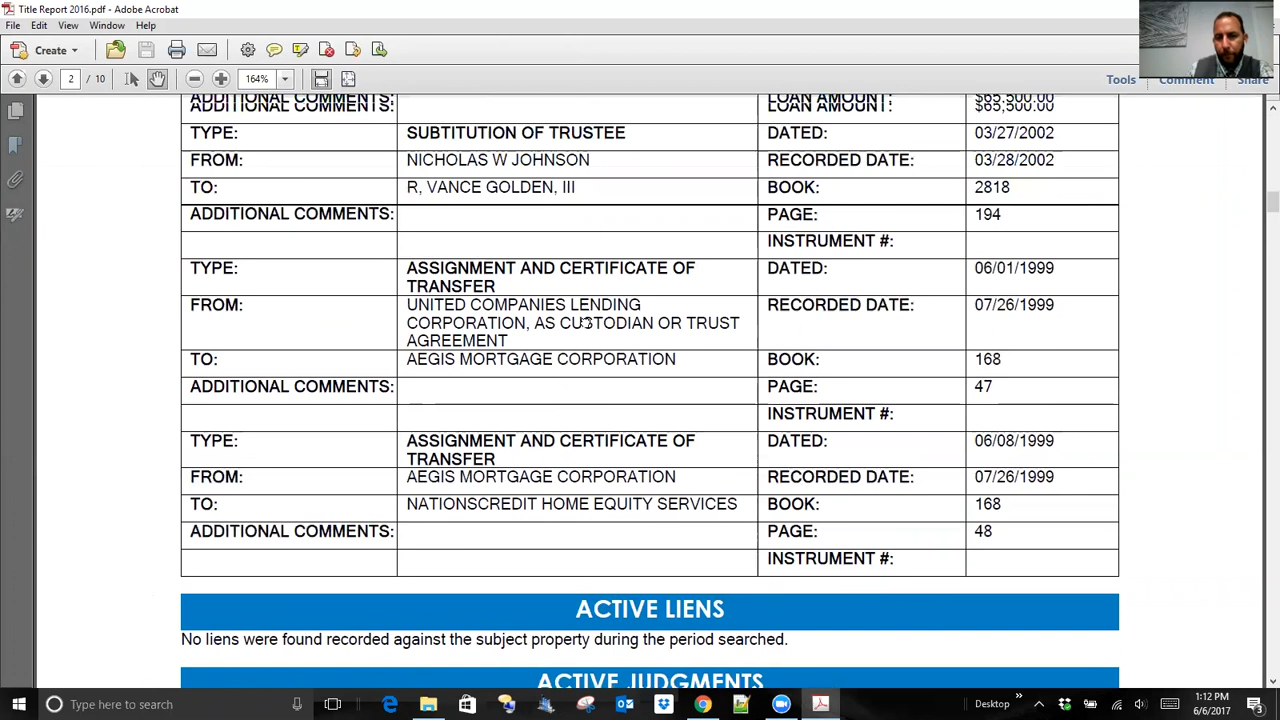 Title Report 2016.pdf - Adobe Acrobat
File Edit View Window Help
Create
2 / 10 164% Tools Comment Share
ADDITIONAL COMMENTS: LOAN AMOUNT: $65,500.00
TYPE: SUBTITUTION OF TRUSTEE DATED: 03/27/2002
FROM: NICHOLAS W JOHNSON RECORDED DATE: 03/28/2002
TO: R, VANCE GOLDEN, III BOOK: 2818
ADDITIONAL COMMENTS: PAGE: 194
INSTRUMENT #:
TYPE: ASSIGNMENT AND CERTIFICATE OF DATED: 06/01/1999
TRANSFER
FROM: UNITED COMPANIES LENDING RECORDED DATE: 07/26/1999
CORPORATION, AS CUSTODIAN OR TRUST
AGREEMENT
TO: AEGIS MORTGAGE CORPORATION BOOK: 168
ADDITIONAL COMMENTS: PAGE: 47
INSTRUMENT #:
TYPE: ASSIGNMENT AND CERTIFICATE OF DATED: 06/08/1999
TRANSFER
FROM: AEGIS MORTGAGE CORPORATION RECORDED DATE: 07/26/1999
TO: NATIONSCREDIT HOME EQUITY SERVICES BOOK: 168
ADDITIONAL COMMENTS: PAGE: 48
INSTRUMENT #:
ACTIVE LIENS
No liens were found recorded against the subject property during the period searched.
ACTIVE JUDGMENTS
Type here to search Desktop 1:12 PM
6/6/2017